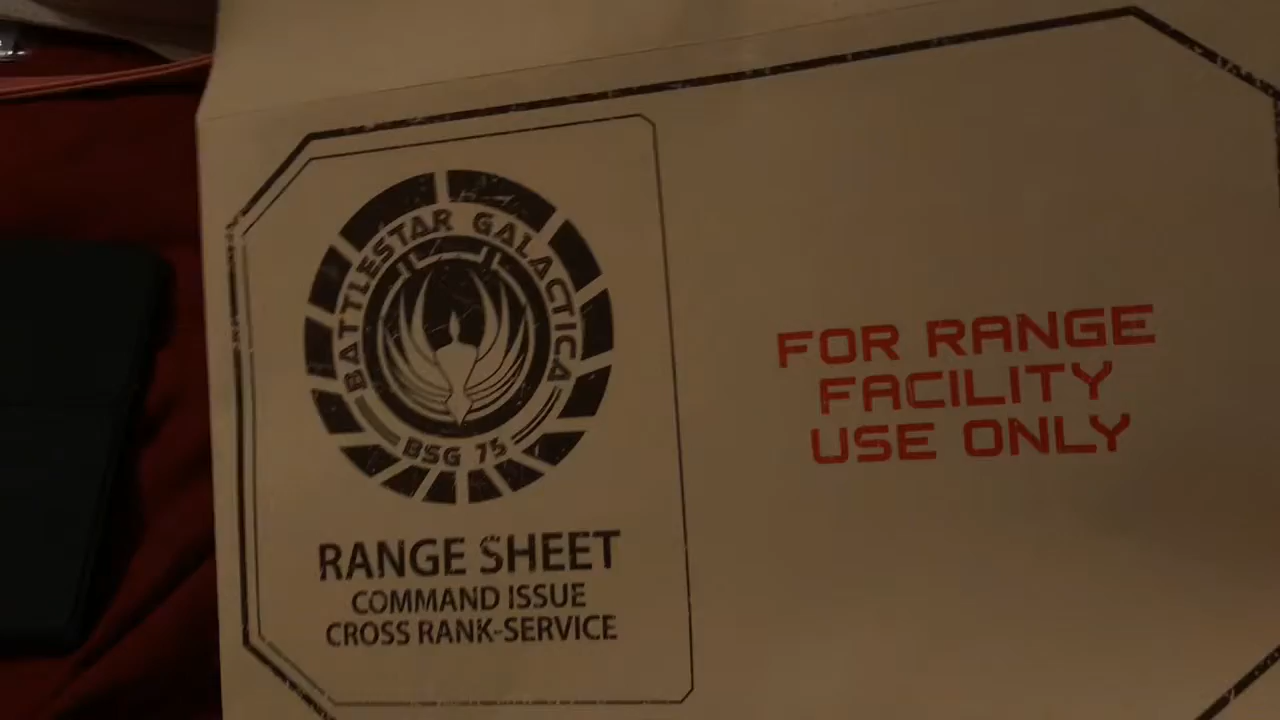 BATTLESTAR GALACTICA
BSG 75
RANGE SHEET
COMMAND ISSUE
CROSS RANK-SERVICE
FOR RANGE
FACILITY
USE ONLY